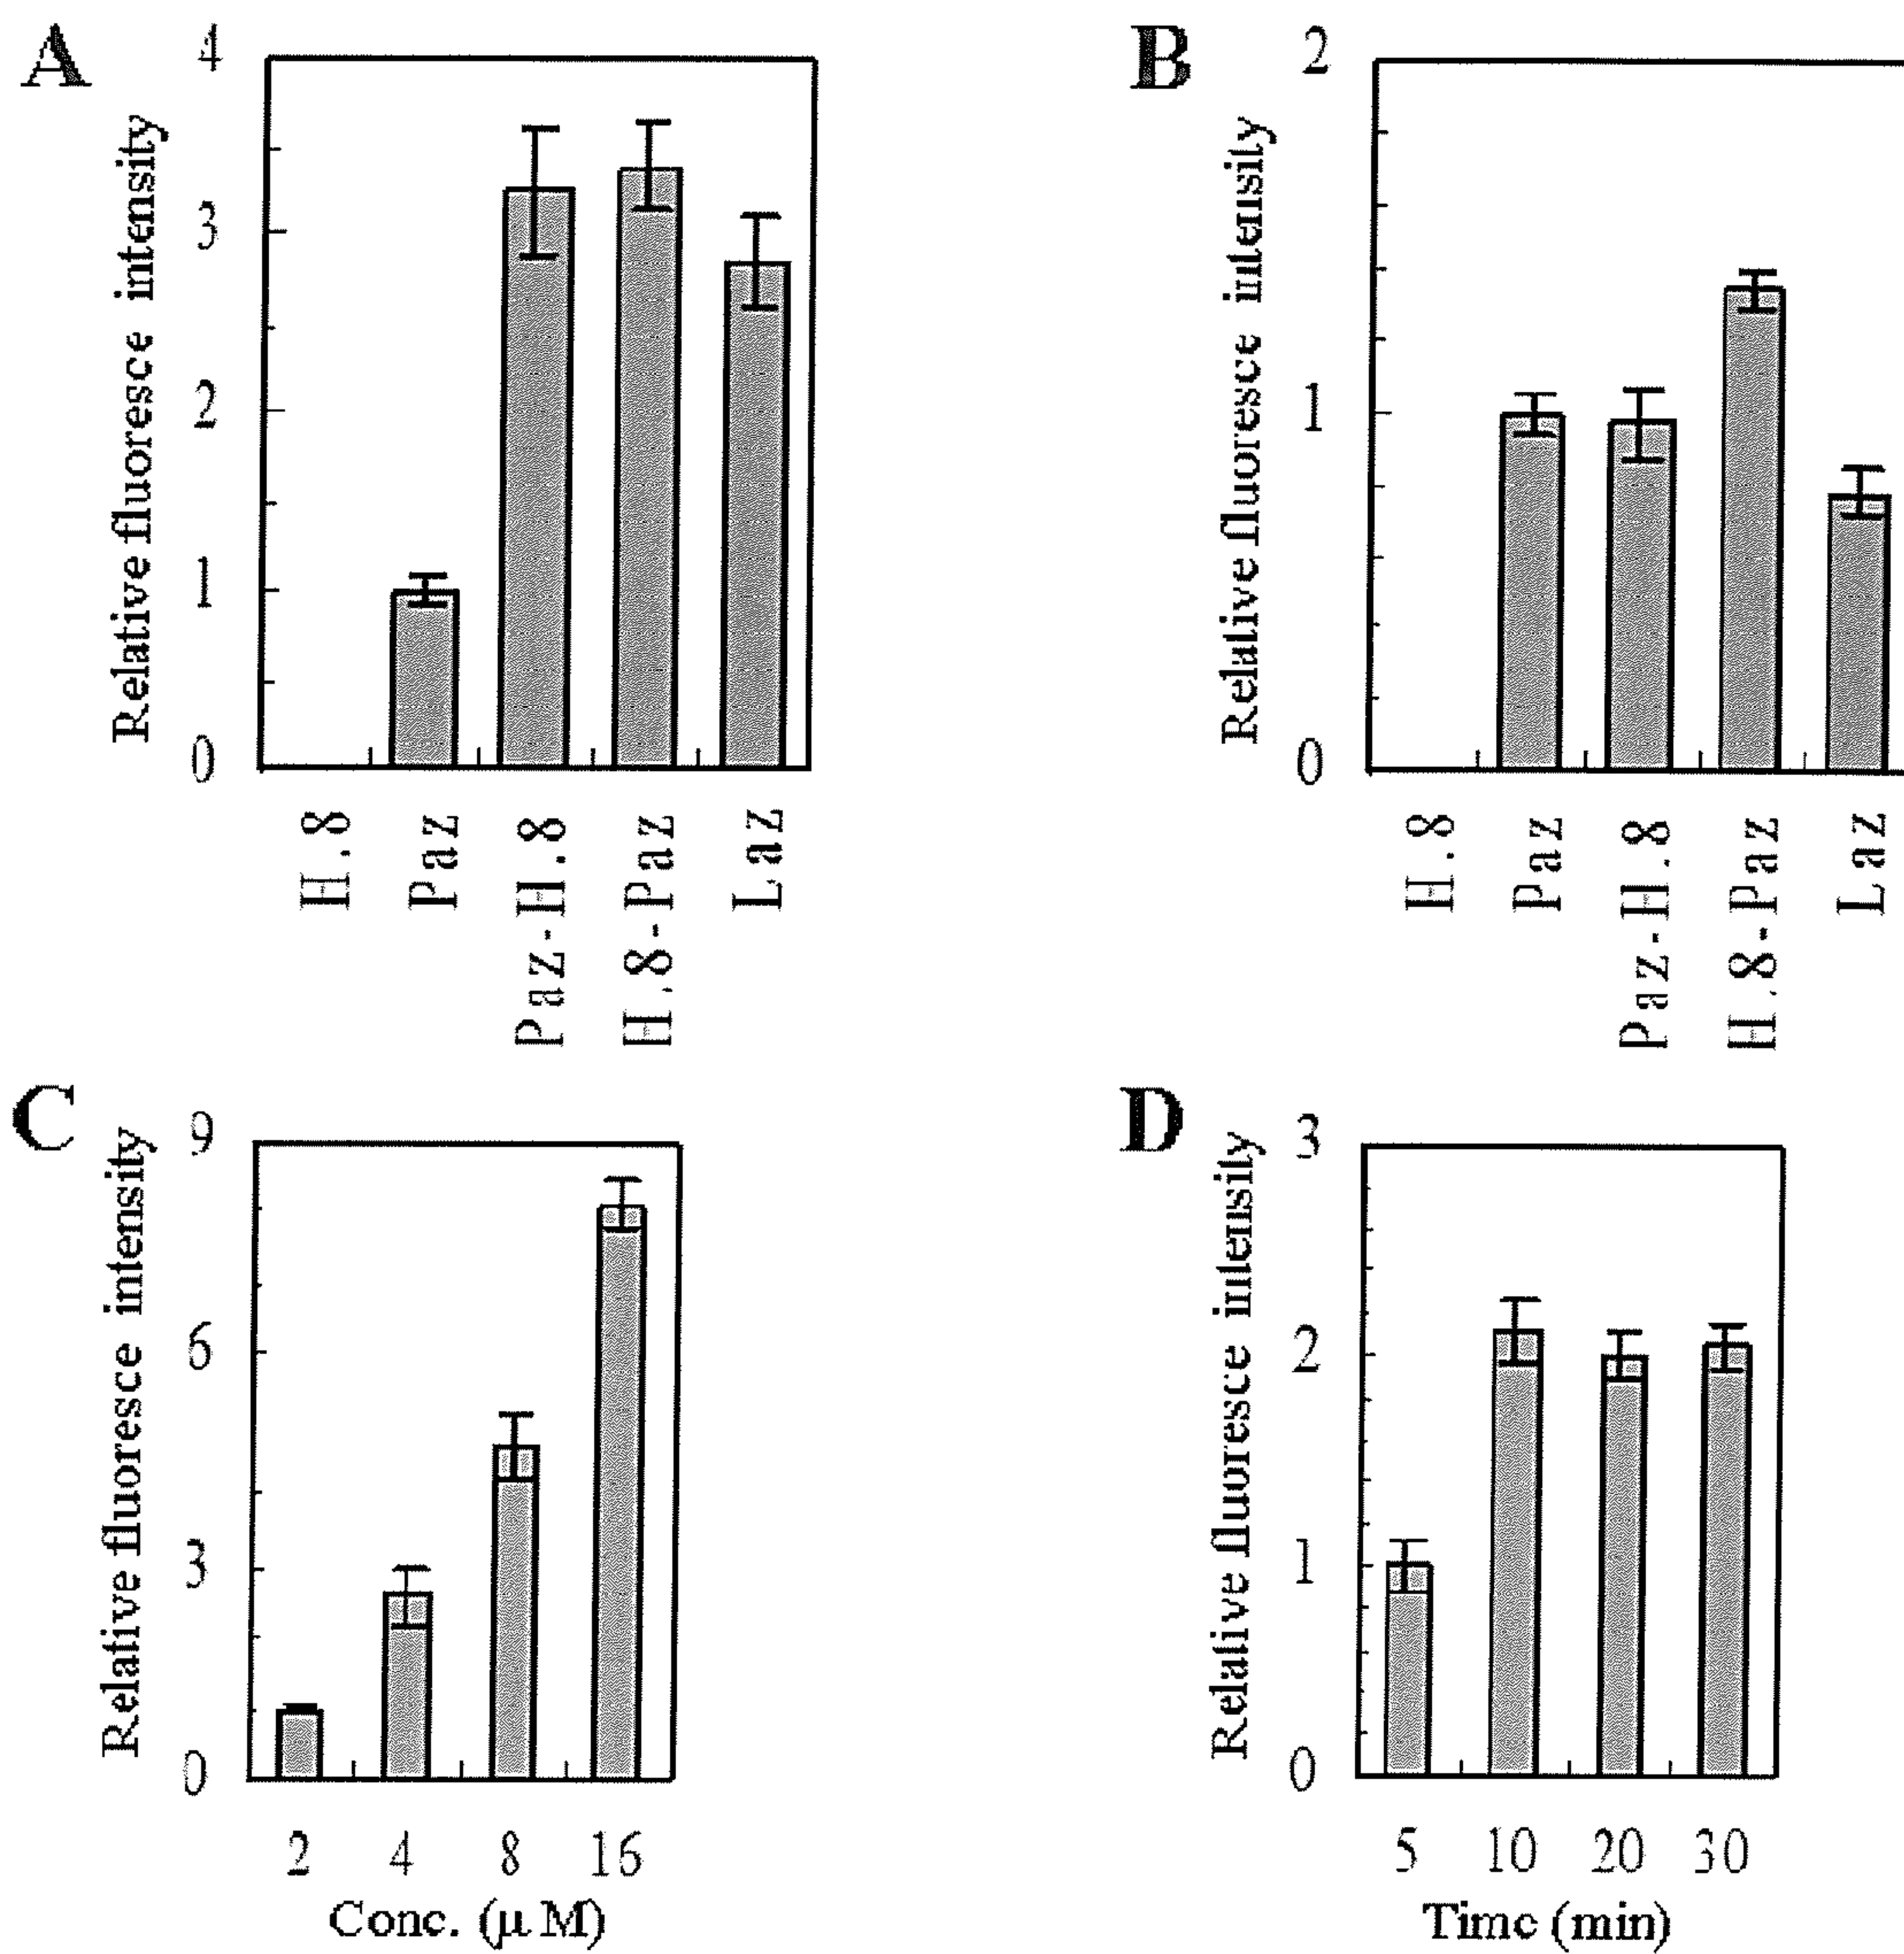 A
Relative fluoresce intensity
4
3
2
1
0
H.8
Paz
Paz-H.8
H.8-Paz
Laz
B
Relative fluoresce intensity
2
1
0
H.8
Paz
Paz-H.8
H.8-Paz
Laz
C
Relative fluoresce intensity
9
6
3
0
2 4 8 16
Conc. (μ M)
D
Relative fluoresce intensity
3
2
1
0
5 10 20 30
Time (min)